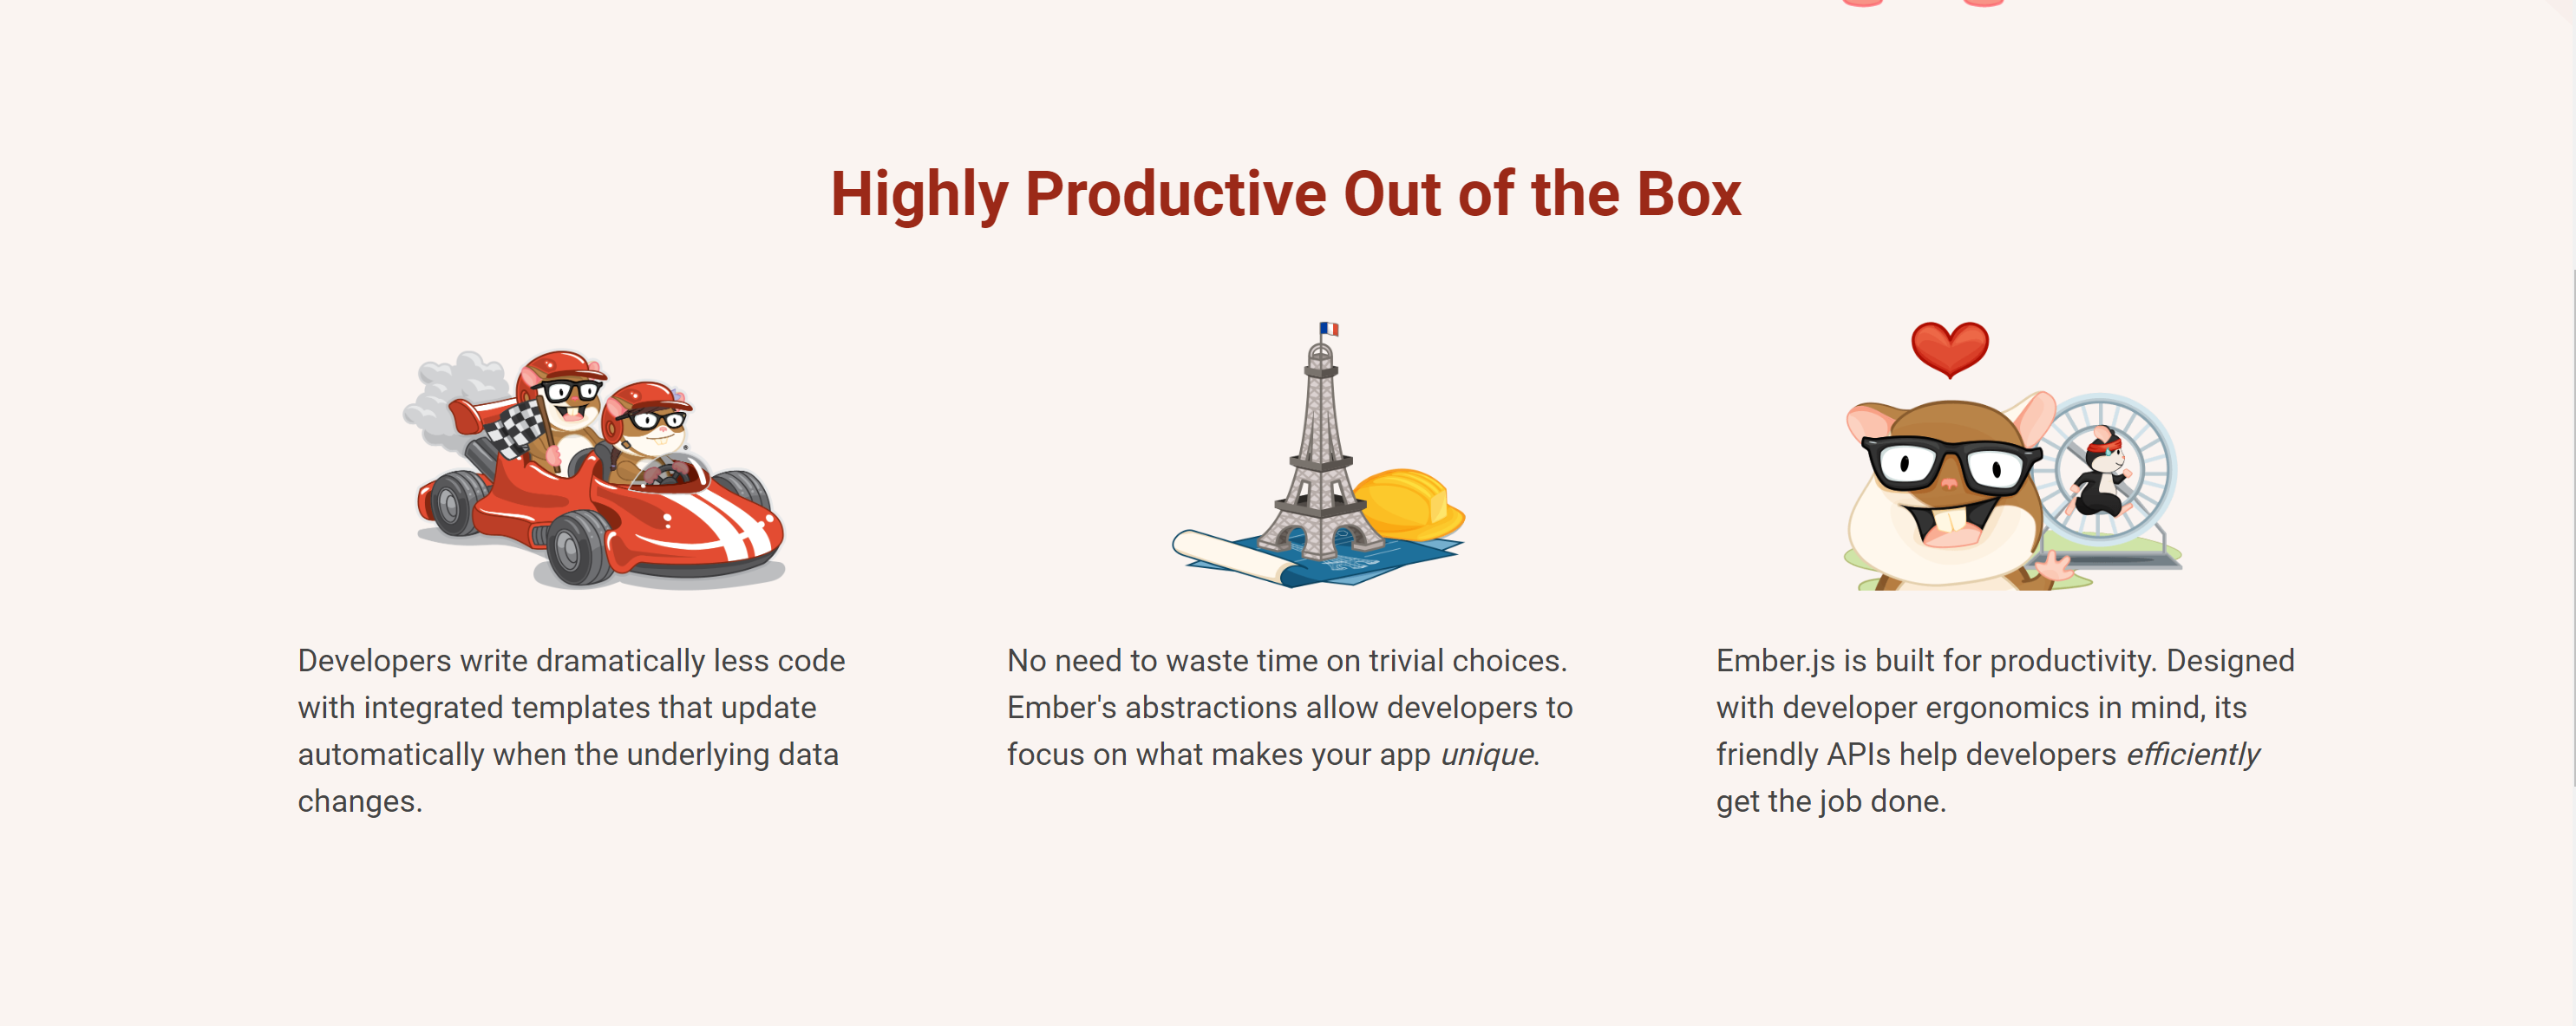 Highly Productive Out of the Box
Developers write dramatically less code
with integrated templates that update
automatically when the underlying data
changes.
No need to waste time on trivial choices.
Ember's abstractions allow developers to
focus on what makes your app unique.
Ember.js is built for productivity. Designed
with developer ergonomics in mind, its
friendly APIs help developers efficiently
get the job done.